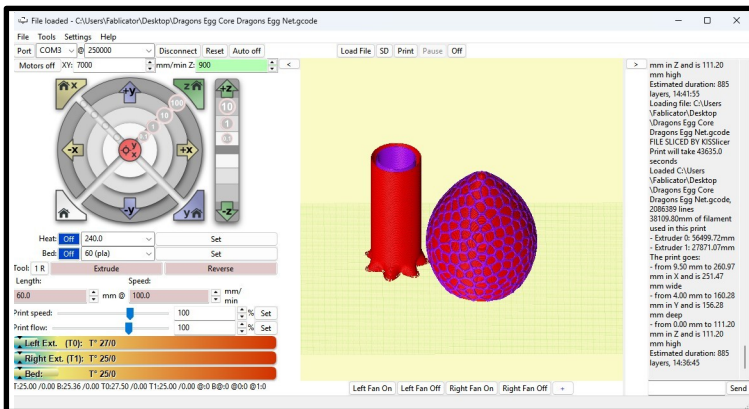 File loaded - C:\Users\Fablicator\Desktop\Dragons Egg Core Dragons Egg Net.gcode
File Tools Settings Help
Port COM3 @ 250000 Disconnect Reset Auto off Load File SD Print Pause Off
Motors off XY: 7000 mm/min Z: 900 < >
x +y z +z
100
10
1
-x y x +x
10
1
-y y -z
Heat: Off 240.0 Set
Bed: Off 60 (pla) Set
Tool: 1 R Extrude Reverse
Length: Speed:
60.0 mm @ 100.0 mm/
min
Print speed: 100 % Set
Print flow: 100 % Set
Left Ext. (T0): T° 27/0
Right Ext. (T1): T° 25/0
Bed: T° 25/0
T:25.00 /0.00 B:25.36 /0.00 T0:27.50 /0.00 T1:25.00 /0.00 @:0 B@:0 @0:0 @1:0
Left Fan On Left Fan Off Right Fan On Right Fan Off +
mm in Z and is 111.20
mm high
Estimated duration: 885
layers, 14:41:55
Loading file: C:\Users
\Fablicator\Desktop
\Dragons Egg Core
Dragons Egg Net.gcode
FILE SLICED BY KISSlicer
Print will take 43635.0
seconds
Loaded C:\Users
\Fablicator\Desktop
\Dragons Egg Core
Dragons Egg Net.gcode,
2086389 lines
38109.80mm of filament
used in this print
- Extruder 0: 56499.72mm
- Extruder 1: 27871.07mm
The print goes:
- from 9.50 mm to 260.97
mm in X and is 251.47
mm wide
- from 4.00 mm to 160.28
mm in Y and is 156.28
mm deep
- from 0.00 mm to 111.20
mm in Z and is 111.20
mm high
Estimated duration: 885
layers, 14:36:45
Send